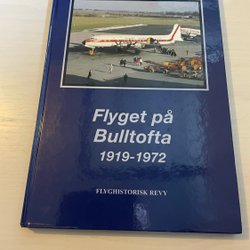 Flyget på
Bulltofta
1919-1972
FLYGHISTORISK REVY